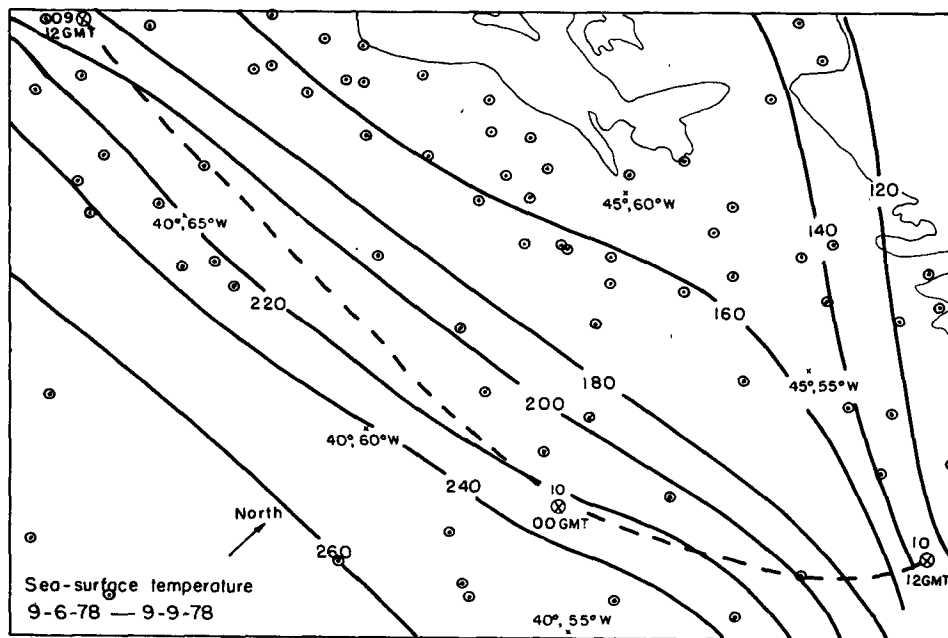 09
12GMT
120
45°,60°W
40°,65°W
140
220
160
45°,55°W
180
200
40°,60°W
240
10
00GMT
North
260
10
12GMT
Sea-surface temperature
9-6-78 — 9-9-78
40°,55°W